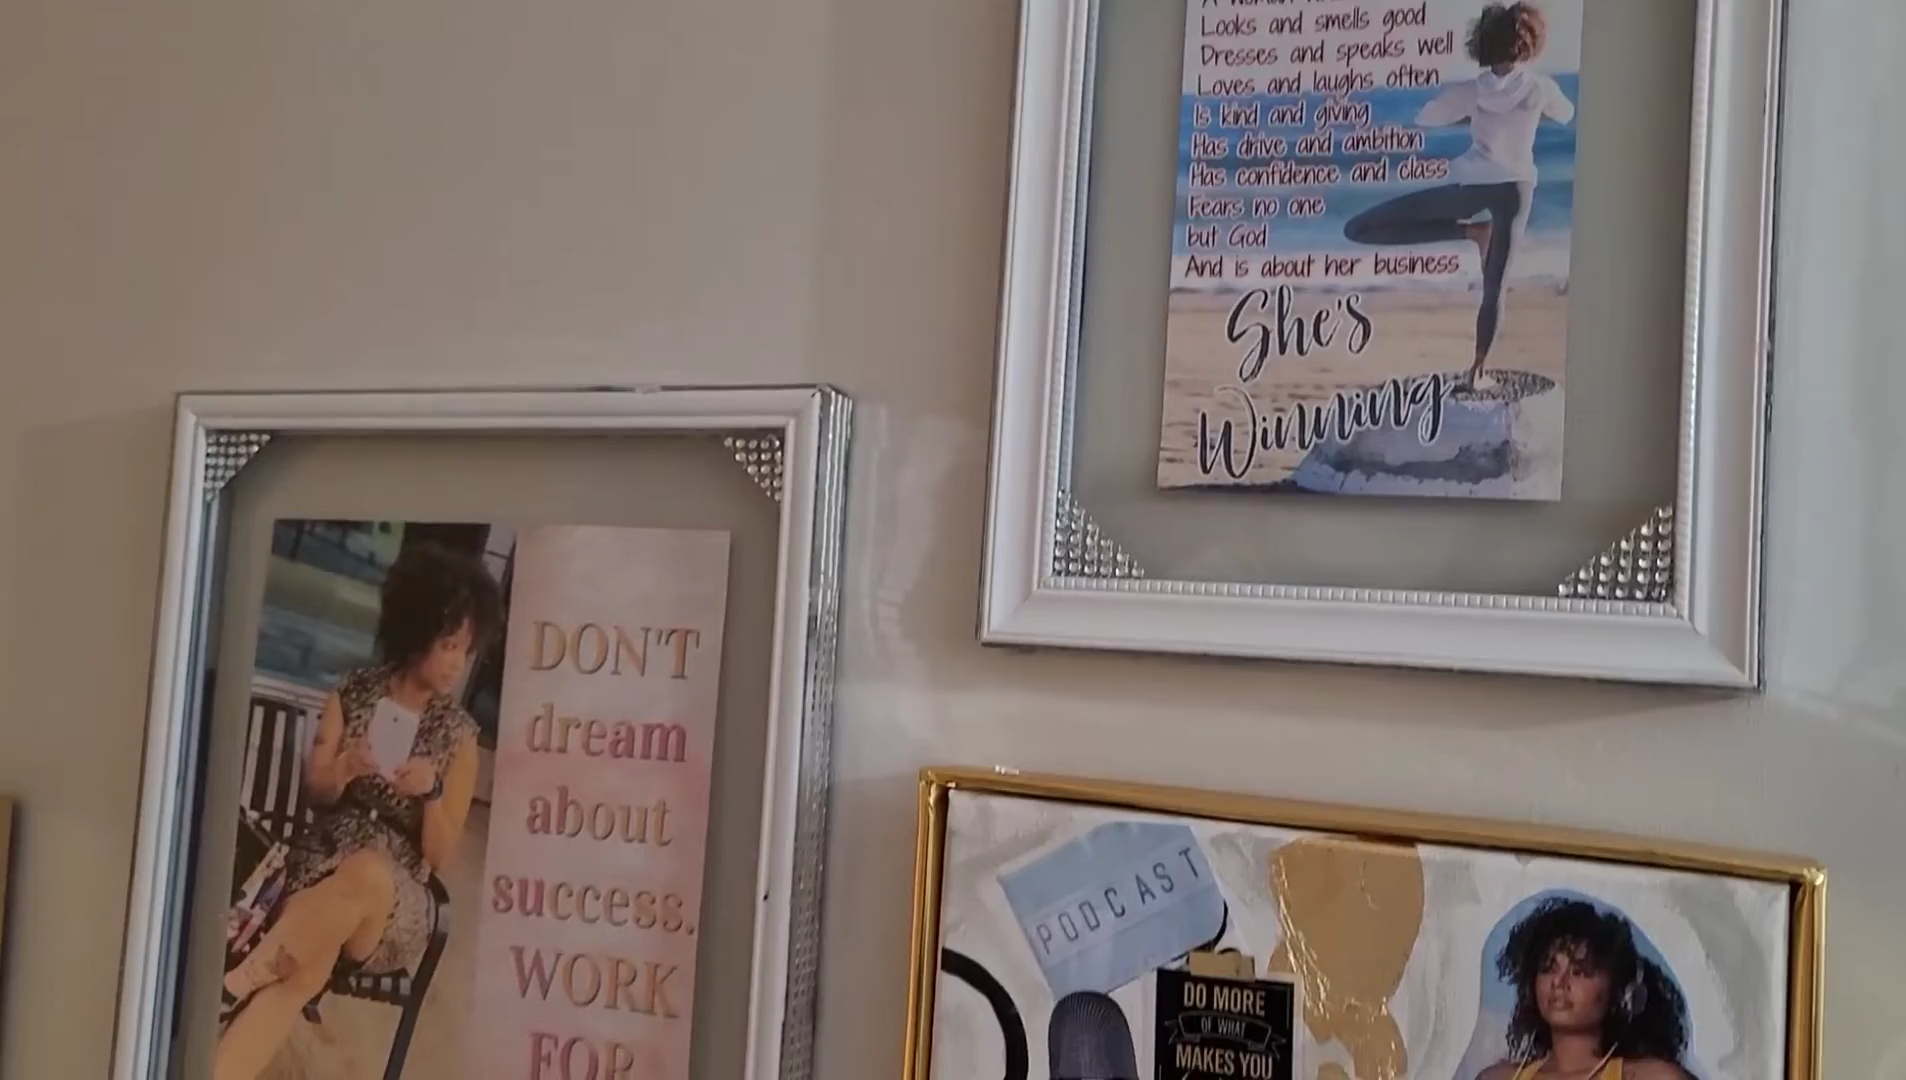 Looks and smells good
Dresses and speaks well
Loves and laughs often
Is kind and giving
Has drive and ambition
Has confidence and class
Fears no one
but God
And is about her business
She's
Winning
DON'T
dream
about
success.
WORK
FOR
PODCAST
DO MORE
OF WHAT
MAKES YOU